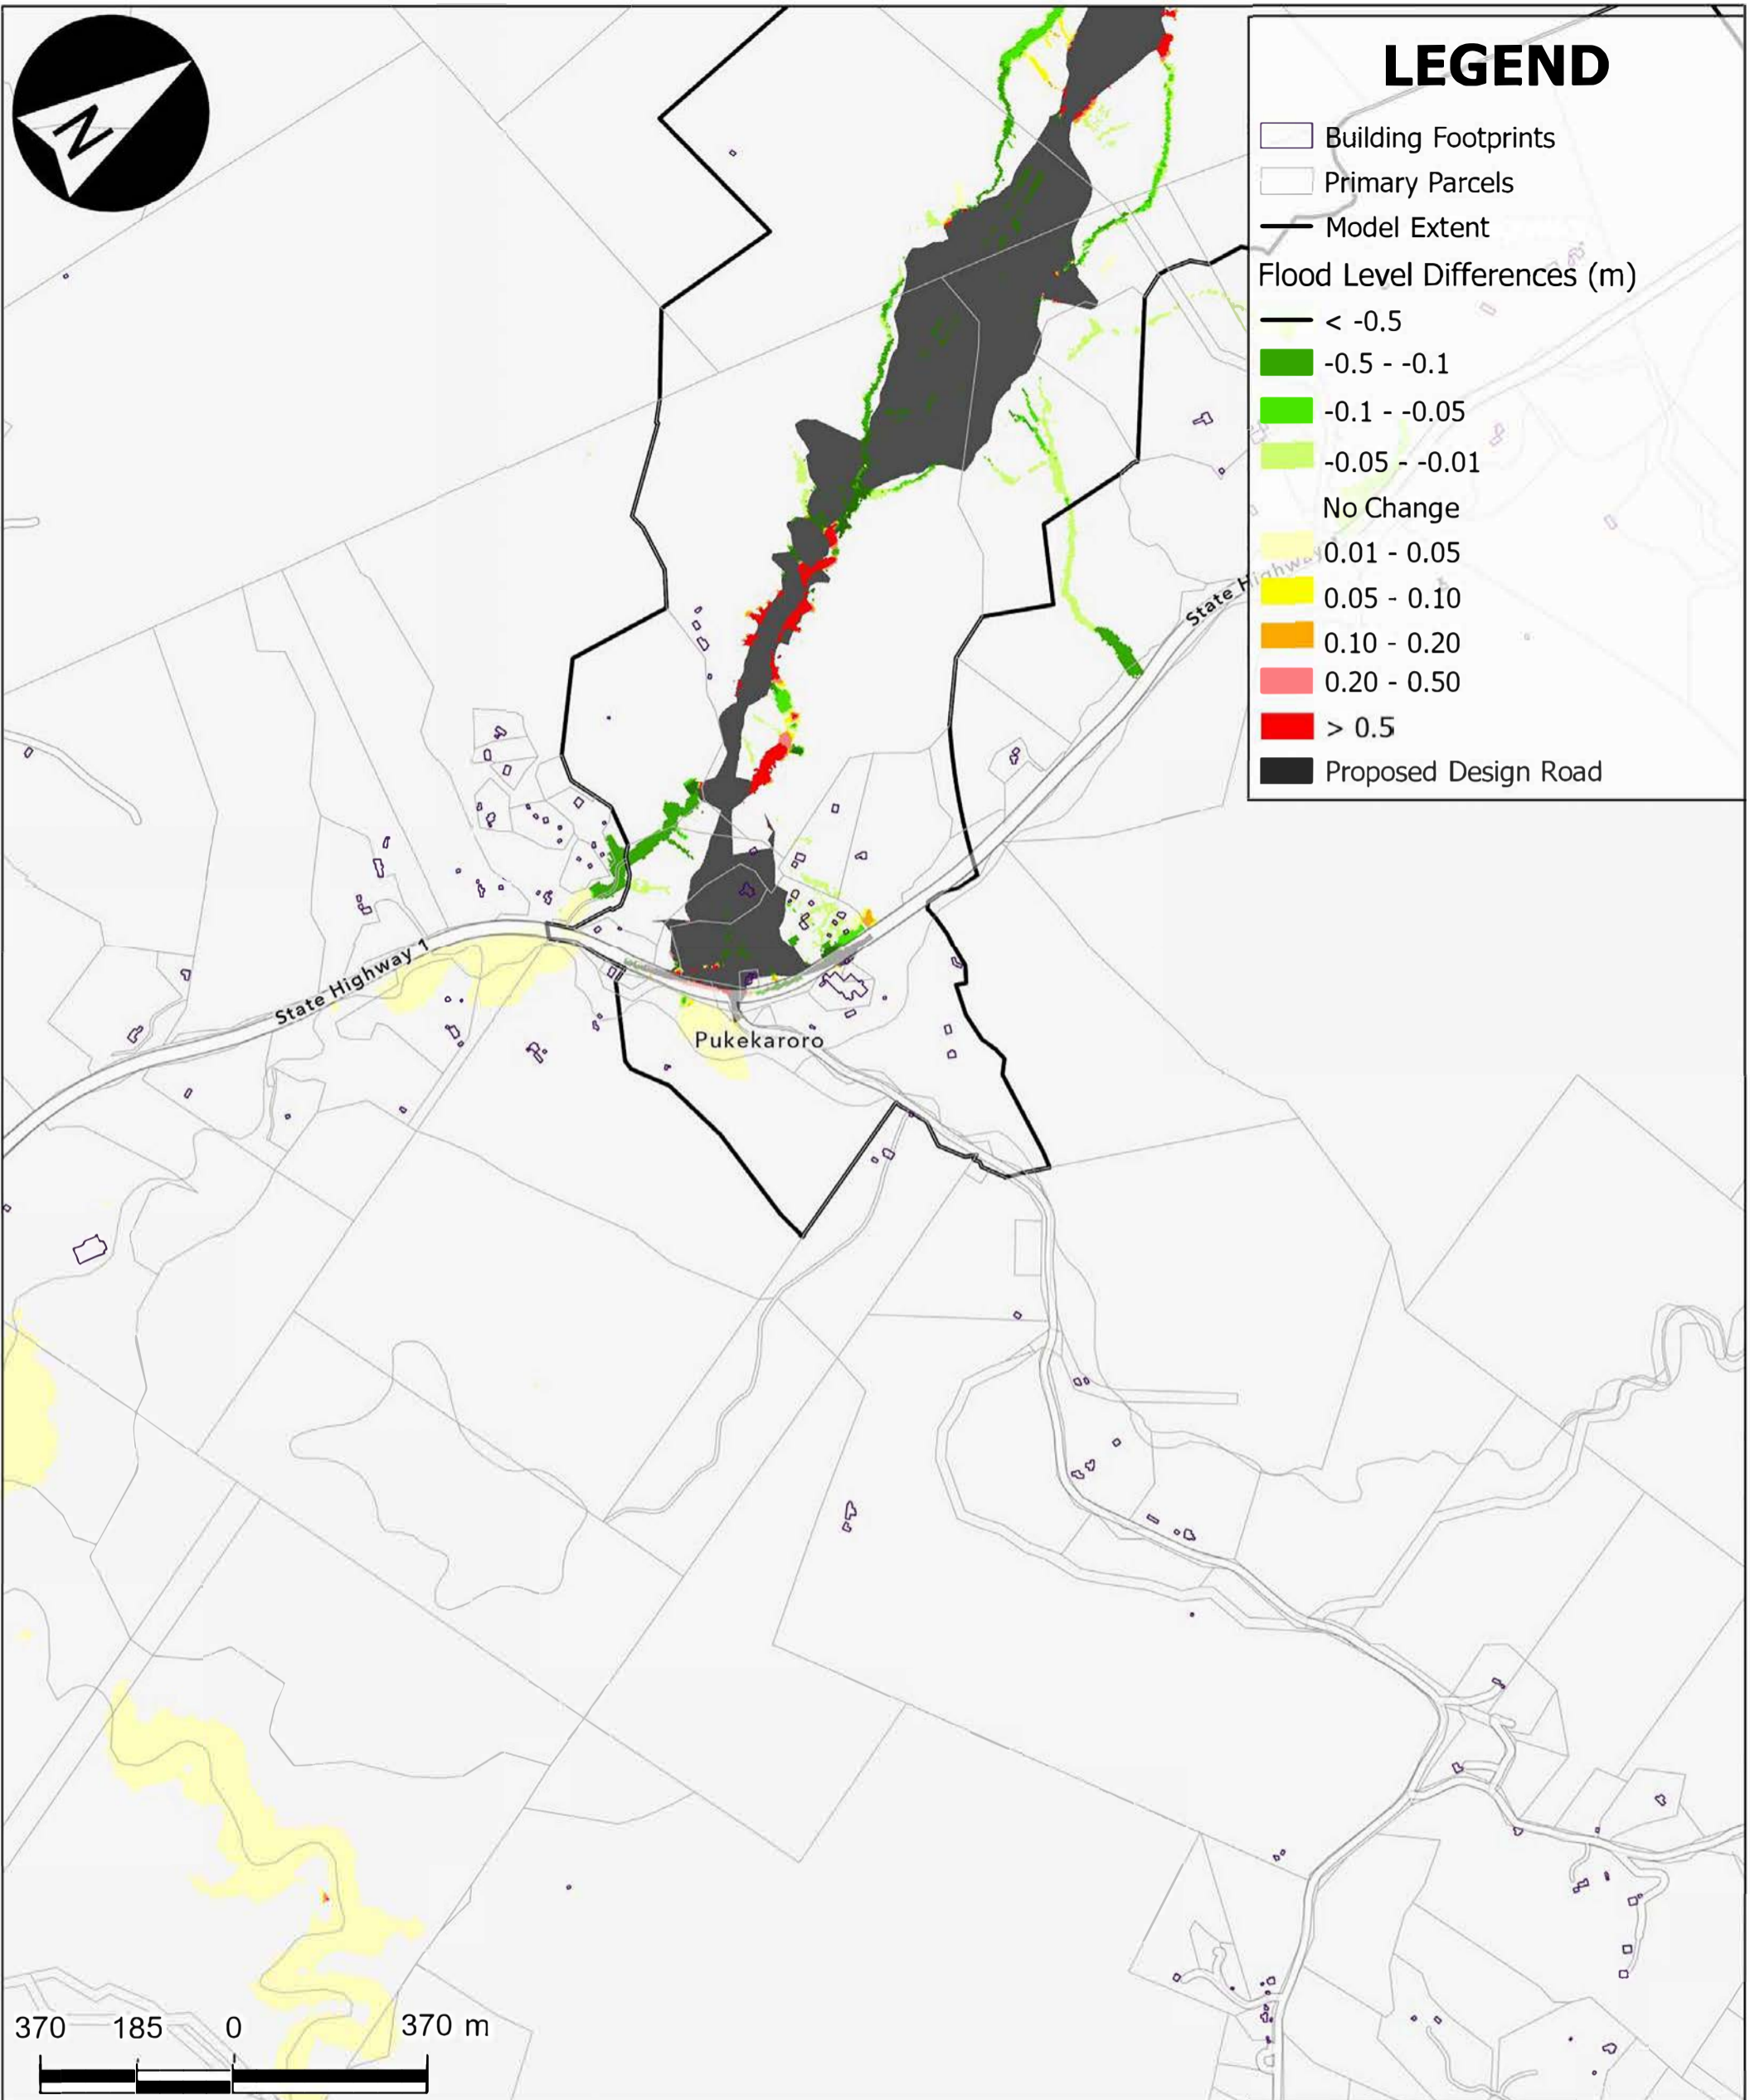 N
LEGEND
Building Footprints
Primary Parcels
Model Extent
Flood Level Differences (m)
< -0.5
-0.5 - -0.1
-0.1 - -0.05
-0.05 - -0.01
No Change
0.01 - 0.05
0.05 - 0.10
0.10 - 0.20
0.20 - 0.50
> 0.5
Proposed Design Road
State Highway
State Highway 1
Pukekaroro
370 185 0 370 m